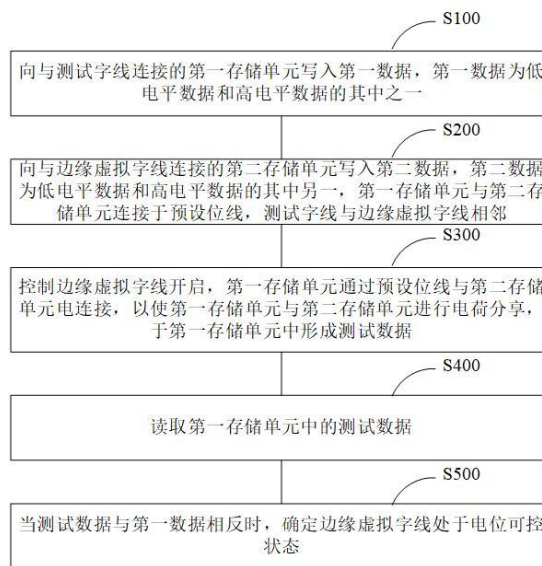 S100
向与测试字线连接的第一存储单元写入第一数据，第一数据为低
电平数据和高电平数据的其中之一
S200
向与边缘虚拟字线连接的第二存储单元写入第二数据，第二数据
为低电平数据和高电平数据的其中另一，第一存储单元与第二存
储单元连接于预设位线，测试字线与边缘虚拟字线相邻
S300
控制边缘虚拟字线开启，第一存储单元通过预设位线与第二存储
单元电连接，以使第一存储单元与第二存储单元进行电荷分享，
于第一存储单元中形成测试数据
S400
读取第一存储单元中的测试数据
S500
当测试数据与第一数据相反时，确定边缘虚拟字线处于电位可控
状态